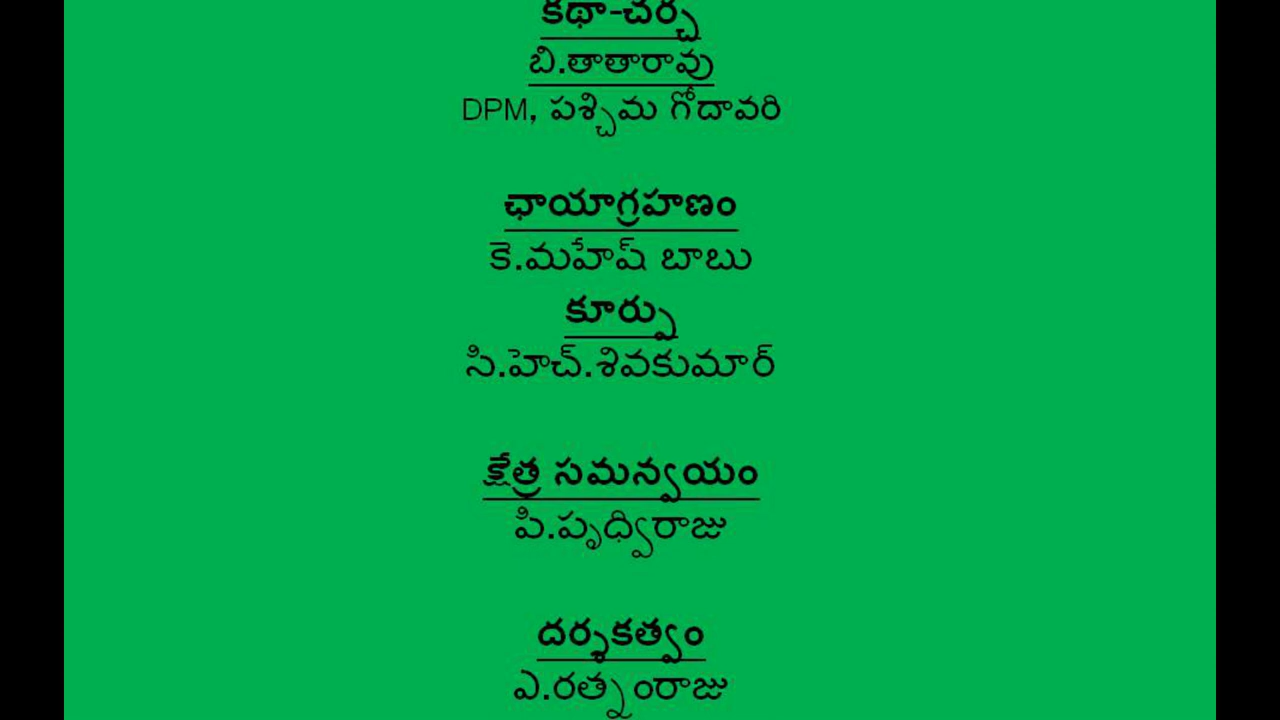 కథా-చర్చ
బి.తాతారావు
DPM, పశ్చిమ గోదావరి
ఛాయాగ్రహణం
కె.మహేష్ బాబు
కూర్పు
సి.హెచ్.శివకుమార్
క్షేత్ర సమన్వయం
పి.పృధ్విరాజు
దర్శకత్వం
ఎ.రత్నంరాజు